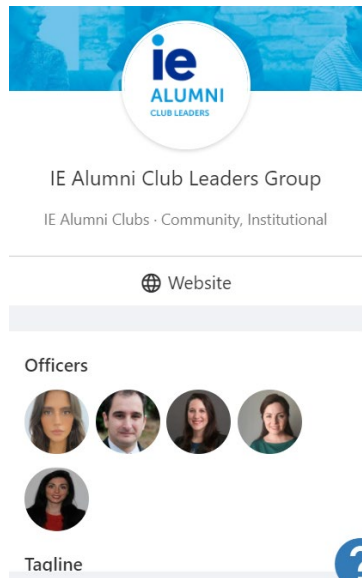 ie
ALUMNI
CLUB LEADERS
IE Alumni Club Leaders Group
IE Alumni Clubs · Community, Institutional
Website
Officers
Tagline
?